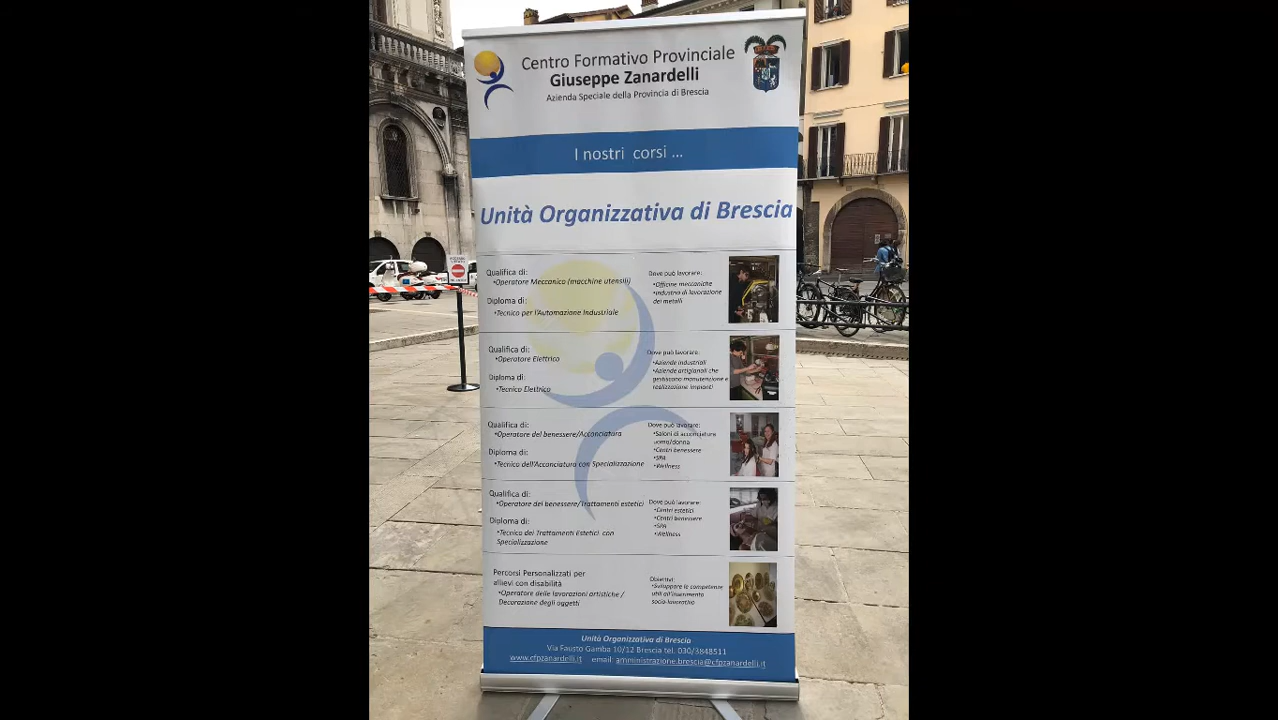 Centro Formativo Provinciale
Giuseppe Zanardelli
Azienda Speciale della Provincia di Brescia
I nostri corsi ...
Unità Organizzativa di Brescia
Qualifica di:
•Operatore Meccanico (macchine utensili)
Diploma di:
•Tecnico per l'Automazione Industriale
Dove può lavorare:
•Officine meccaniche
•Industria di lavorazione
dei metalli
Qualifica di:
•Operatore Elettrico
Diploma di:
•Tecnico Elettrico
Dove può lavorare:
•Aziende industriali
•Aziende artigianali che
gestiscono manutenzione e
realizzazione impianti
Qualifica di:
•Operatore del benessere/Acconciatura
Diploma di:
•Tecnico dell'Acconciatura con Specializzazione
Dove può lavorare:
•Saloni di acconciatura
uomo/donna
•Centri benessere
•SPA
•Wellness
Qualifica di:
•Operatore del benessere/Trattamenti estetici
Diploma di:
•Tecnico dei Trattamenti Estetici con
Specializzazione
Dove può lavorare:
•Centri estetici
•Centri benessere
•SPA
•Wellness
Percorsi Personalizzati per
allievi con disabilità
•Operatore delle lavorazioni artistiche /
Decorazione degli oggetti
Obiettivi:
•Sviluppare le competenze
utili all'inserimento
socio-lavorativo
Unità Organizzativa di Brescia
Via Fausto Gamba 10/12 Brescia tel. 030/3848511
www.cfpzanardelli.it email: amministrazione.brescia@cfpzanardelli.it